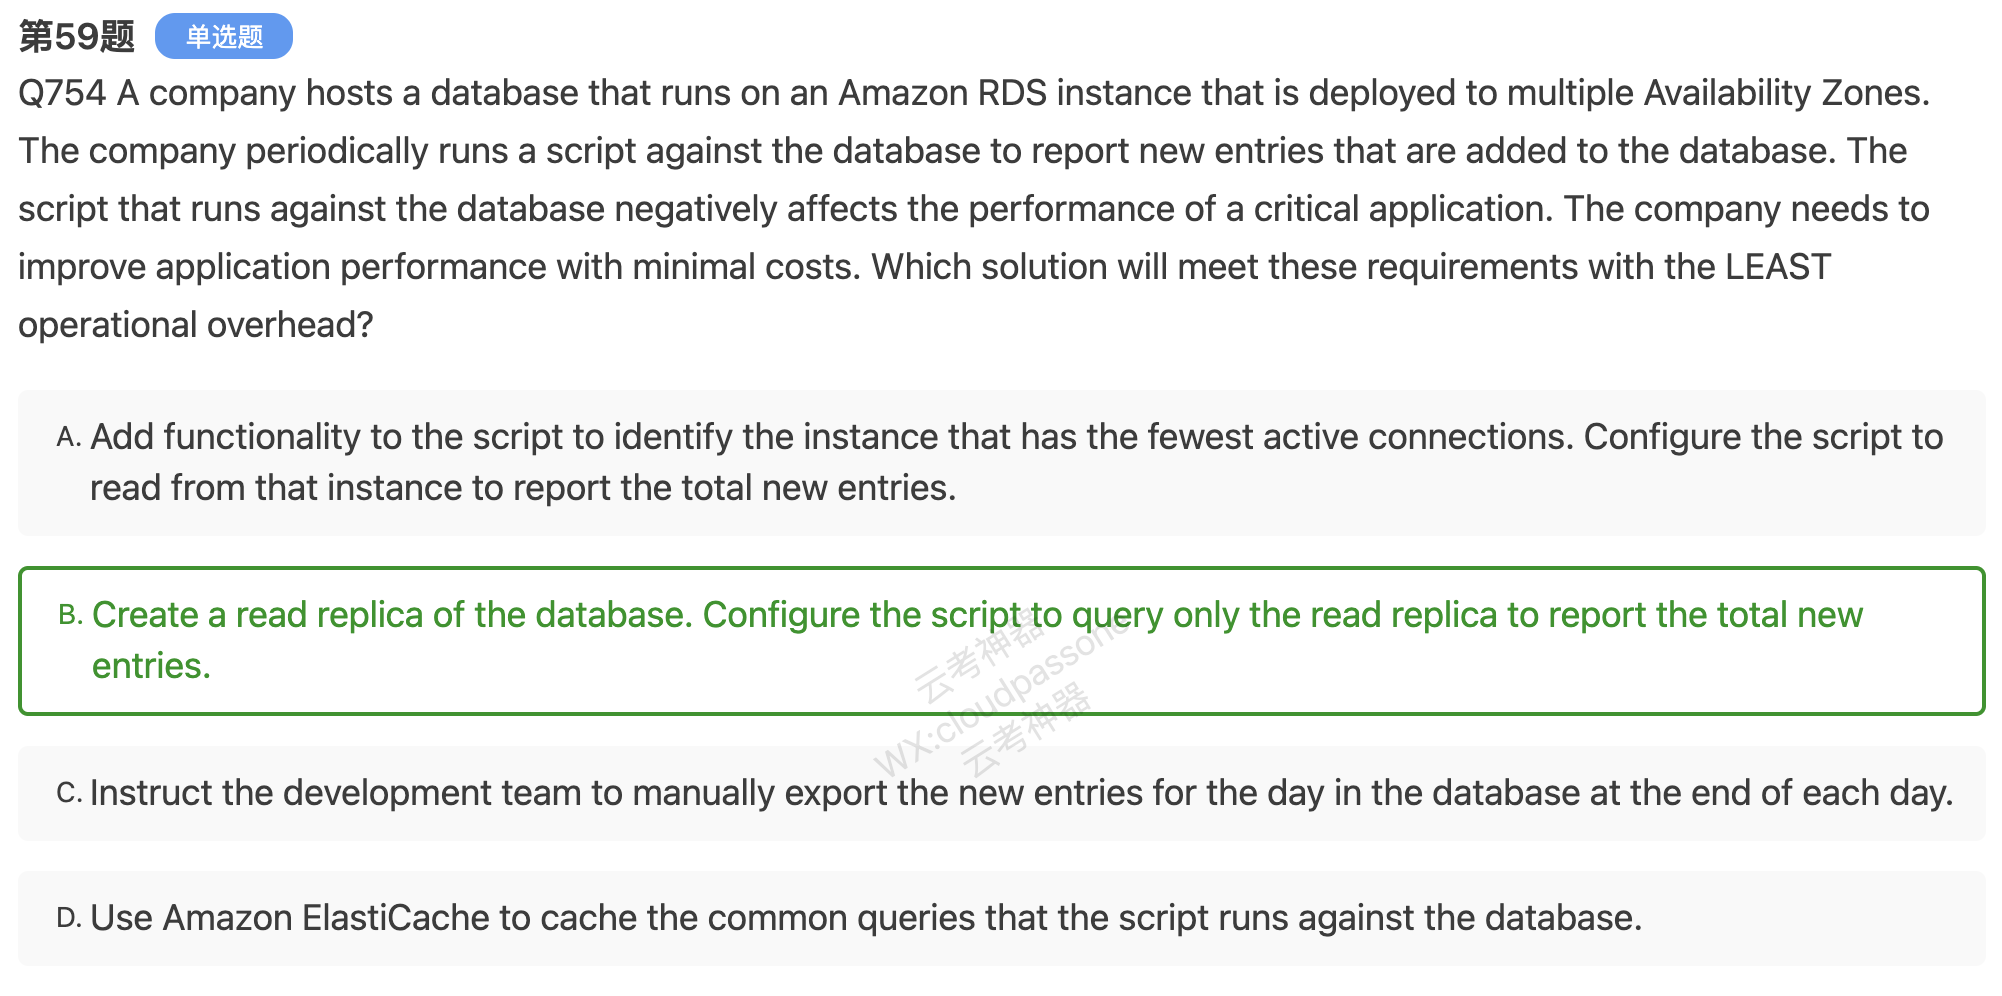 第59题 单选题
Q754 A company hosts a database that runs on an Amazon RDS instance that is deployed to multiple Availability Zones.
The company periodically runs a script against the database to report new entries that are added to the database. The
script that runs against the database negatively affects the performance of a critical application. The company needs to
improve application performance with minimal costs. Which solution will meet these requirements with the LEAST
operational overhead?
A. Add functionality to the script to identify the instance that has the fewest active connections. Configure the script to
read from that instance to report the total new entries.
B. Create a read replica of the database. Configure the script to query only the read replica to report the total new
entries.
云考神器
WX:cloudpassone
云考神器
C. Instruct the development team to manually export the new entries for the day in the database at the end of each day.
D. Use Amazon ElastiCache to cache the common queries that the script runs against the database.